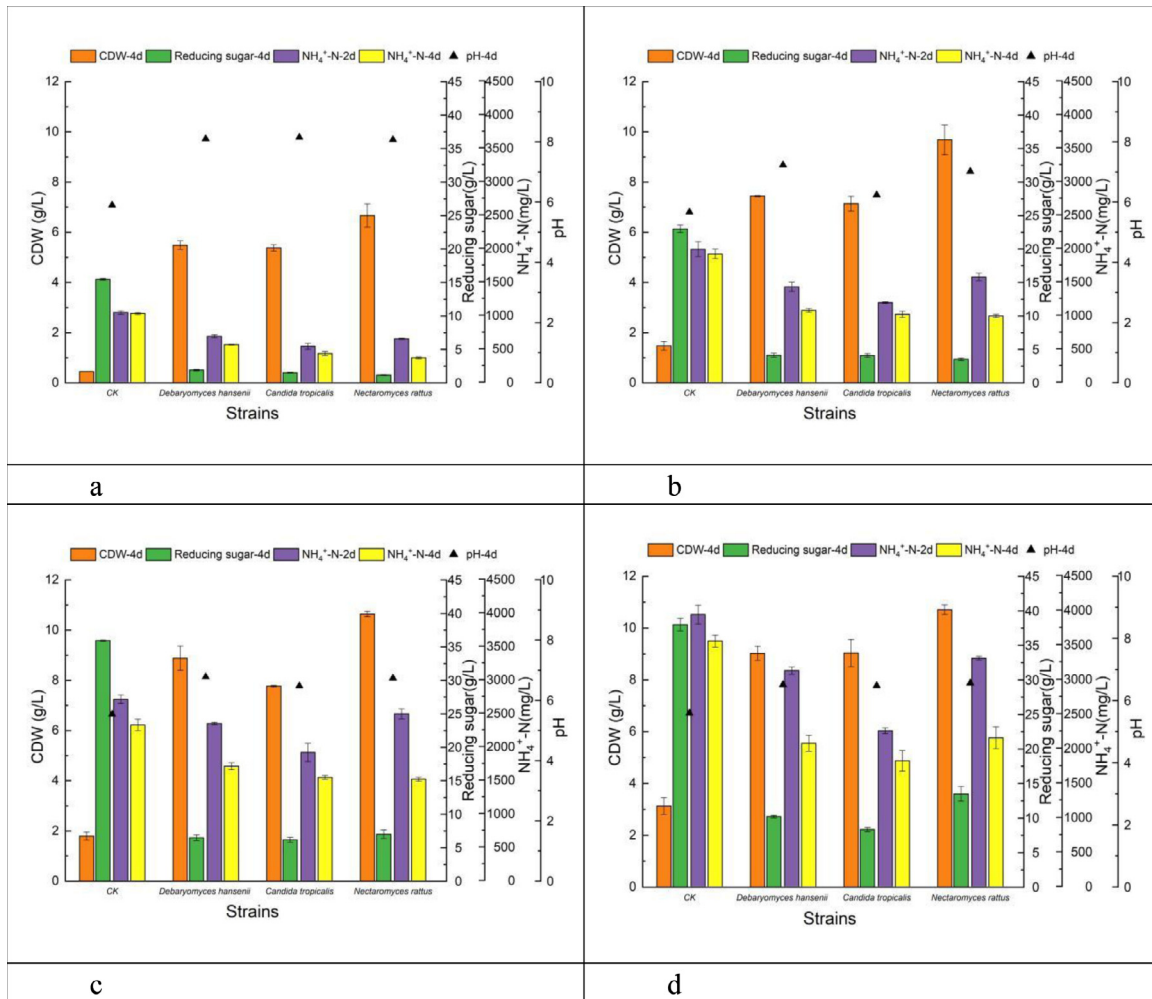 CDW-4d Reducing sugar-4d NH₄⁺-N-2d NH₄⁺-N-4d pH-4d
12 10 8 6 4 2 0
CDW (g/L)
45 40 35 30 25 20 15 10 5 0
Reducing sugar(g/L)
4500 4000 3500 3000 2500 2000 1500 1000 500 0
NH₄⁺-N(mg/L)
10 8 6 4 2 0
pH
CK Debaryomyces hansenii Candida tropicalis Nectaromyces rattus
Strains
a
CDW-4d Reducing sugar-4d NH₄⁺-N-2d NH₄⁺-N-4d pH-4d
12 10 8 6 4 2 0
CDW (g/L)
45 40 35 30 25 20 15 10 5 0
Reducing sugar(g/L)
4500 4000 3500 3000 2500 2000 1500 1000 500 0
NH₄⁺-N(mg/L)
10 8 6 4 2 0
pH
CK Debaryomyces hansenii Candida tropicalis Nectaromyces rattus
Strains
b
CDW-4d Reducing sugar-4d NH₄⁺-N-2d NH₄⁺-N-4d pH-4d
12 10 8 6 4 2 0
CDW (g/L)
45 40 35 30 25 20 15 10 5 0
Reducing sugar(g/L)
4500 4000 3500 3000 2500 2000 1500 1000 500 0
NH₄⁺-N(mg/L)
10 8 6 4 2 0
pH
CK Debaryomyces hansenii Candida tropicalis Nectaromyces rattus
Strains
c
CDW-4d Reducing sugar-4d NH₄⁺-N-2d NH₄⁺-N-4d pH-4d
12 10 8 6 4 2 0
CDW (g/L)
45 40 35 30 25 20 15 10 5 0
Reducing sugar(g/L)
4500 4000 3500 3000 2500 2000 1500 1000 500 0
NH₄⁺-N(mg/L)
10 8 6 4 2 0
pH
CK Debaryomyces hansenii Candida tropicalis Nectaromyces rattus
Strains
d